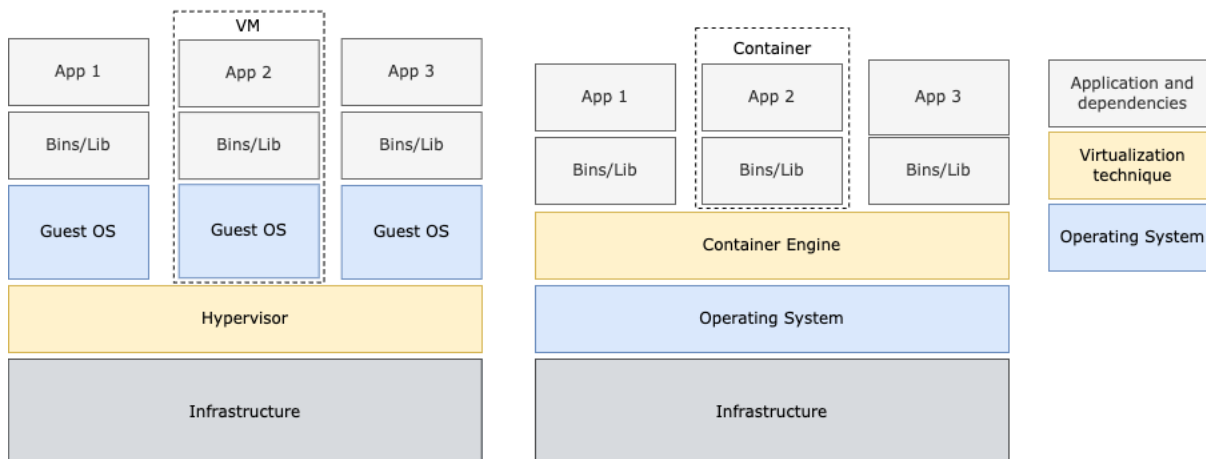 VM
App 1
App 2
App 3
Bins/Lib
Bins/Lib
Bins/Lib
Guest OS
Guest OS
Guest OS
Hypervisor
Infrastructure
Container
App 1
App 2
App 3
Bins/Lib
Bins/Lib
Bins/Lib
Container Engine
Operating System
Infrastructure
Application and
dependencies
Virtualization
technique
Operating System